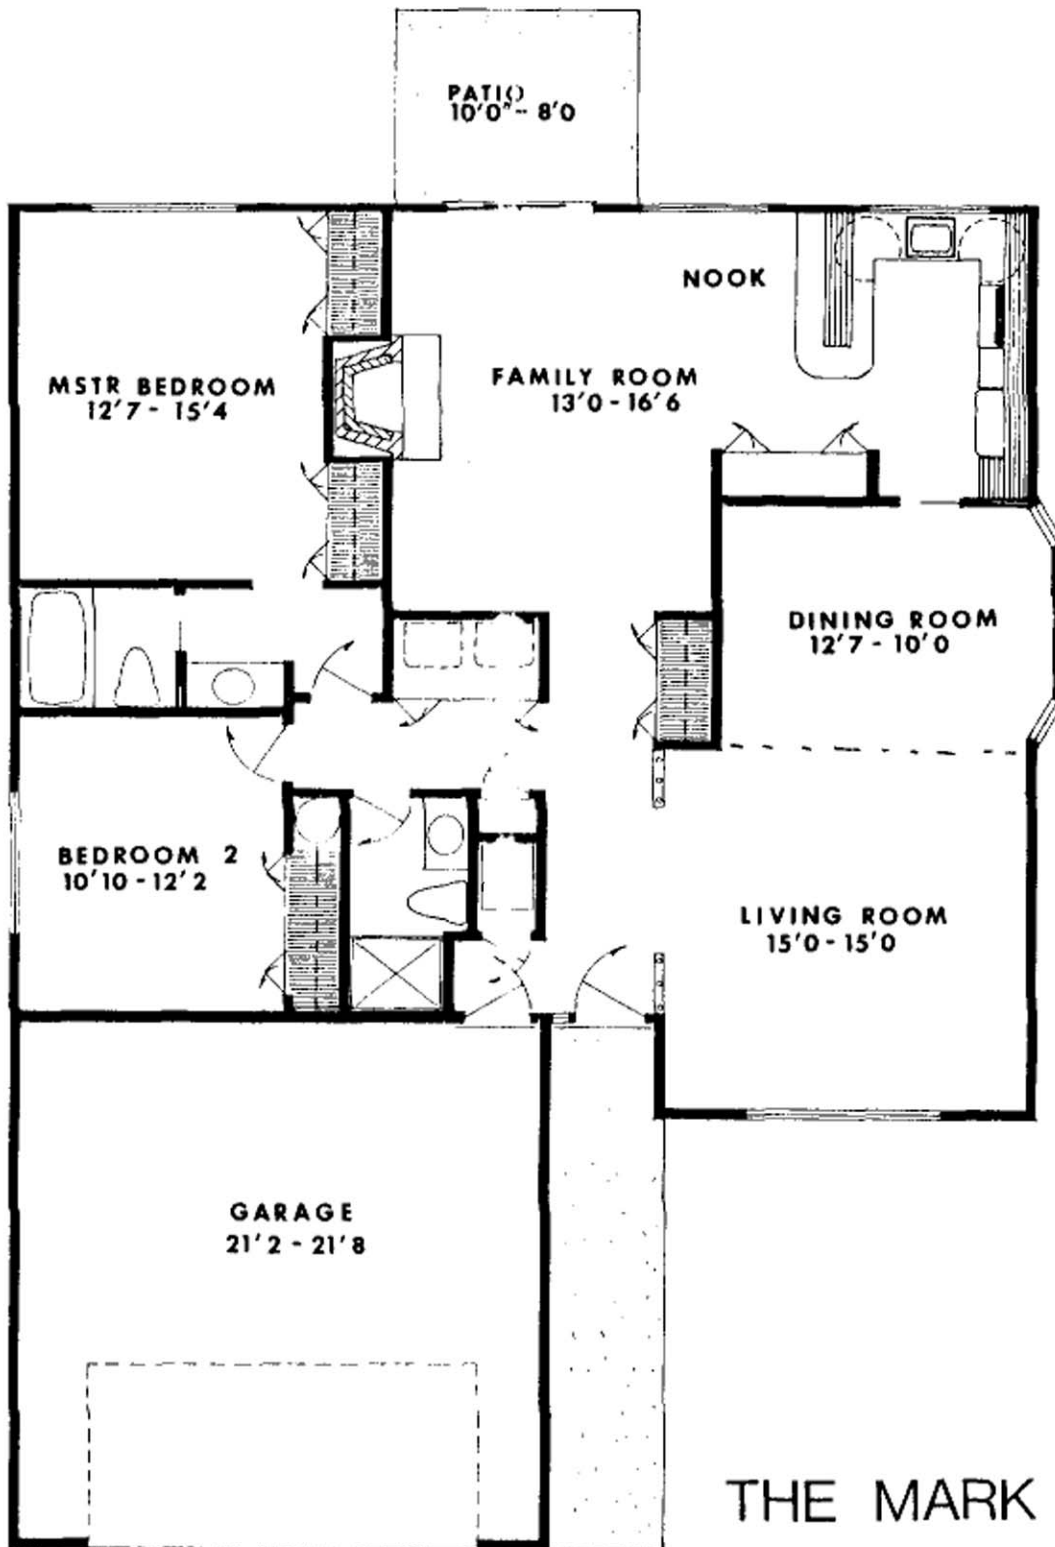 PATIO
10'0" - 8'0
NOOK
MSTR BEDROOM
12'7 - 15'4
FAMILY ROOM
13'0 - 16'6
DINING ROOM
12'7 - 10'0
BEDROOM 2
10'10 - 12'2
LIVING ROOM
15'0 - 15'0
GARAGE
21'2 - 21'8
THE MARK